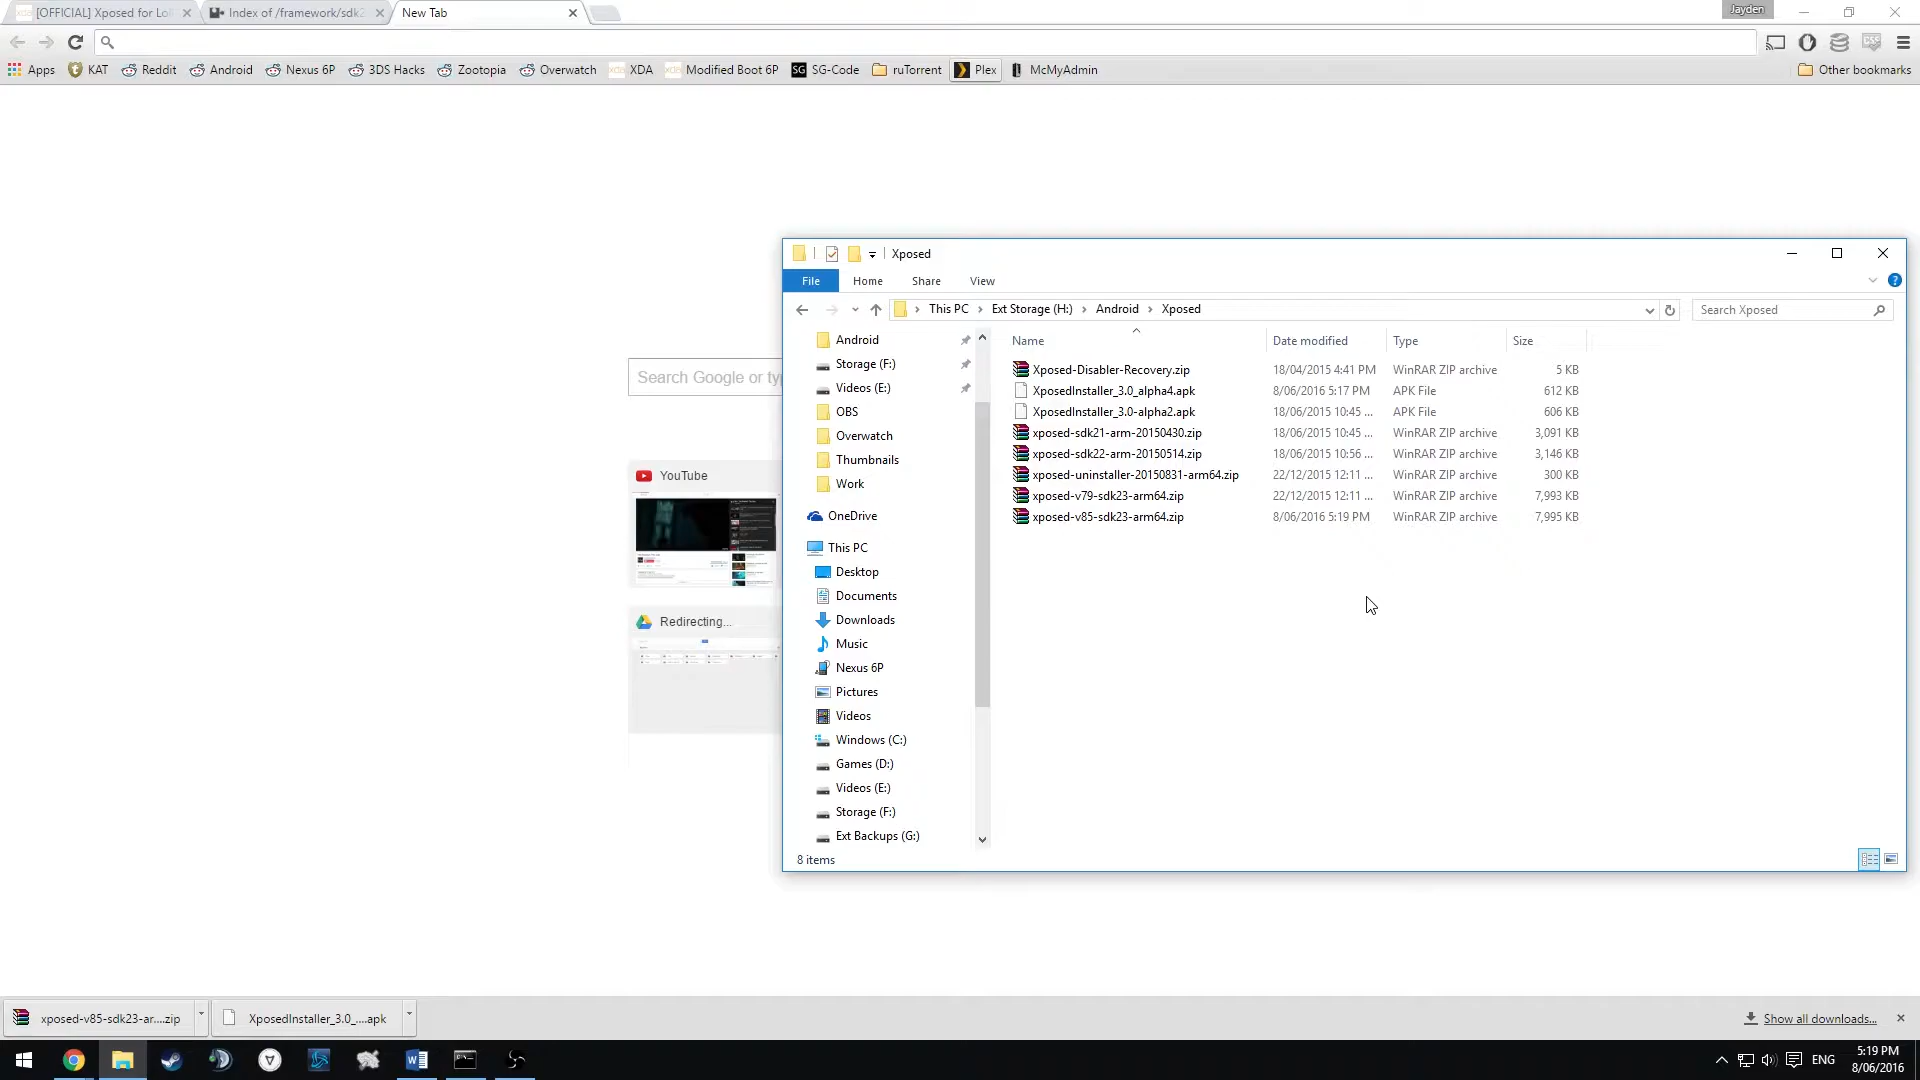 [OFFICIAL] Xposed for Lol
Index of /framework/sdk2
New Tab
Jayden
Apps
KAT
Reddit
Android
Nexus 6P
3DS Hacks
Zootopia
Overwatch
XDA
Modified Boot 6P
SG-Code
ruTorrent
Plex
McMyAdmin
Other bookmarks
Search Google or ty
YouTube
Redirecting...
Xposed
File
Home
Share
View
This PC
Ext Storage (H:)
Android
Xposed
Search Xposed
Android
Storage (F:)
Videos (E:)
OBS
Overwatch
Thumbnails
Work
OneDrive
This PC
Desktop
Documents
Downloads
Music
Nexus 6P
Pictures
Videos
Windows (C:)
Games (D:)
Videos (E:)
Storage (F:)
Ext Backups (G:)
Name Date modified Type Size
Xposed-Disabler-Recovery.zip 18/04/2015 4:41 PM WinRAR ZIP archive 5 KB
XposedInstaller_3.0_alpha4.apk 8/06/2016 5:17 PM APK File 612 KB
XposedInstaller_3.0-alpha2.apk 18/06/2015 10:45 ... APK File 606 KB
xposed-sdk21-arm-20150430.zip 18/06/2015 10:45 ... WinRAR ZIP archive 3,091 KB
xposed-sdk22-arm-20150514.zip 18/06/2015 10:56 ... WinRAR ZIP archive 3,146 KB
xposed-uninstaller-20150831-arm64.zip 22/12/2015 12:11 ... WinRAR ZIP archive 300 KB
xposed-v79-sdk23-arm64.zip 22/12/2015 12:11 ... WinRAR ZIP archive 7,993 KB
xposed-v85-sdk23-arm64.zip 8/06/2016 5:19 PM WinRAR ZIP archive 7,995 KB
8 items
xposed-v85-sdk23-ar....zip
XposedInstaller_3.0_....apk
Show all downloads...
ENG
5:19 PM
8/06/2016